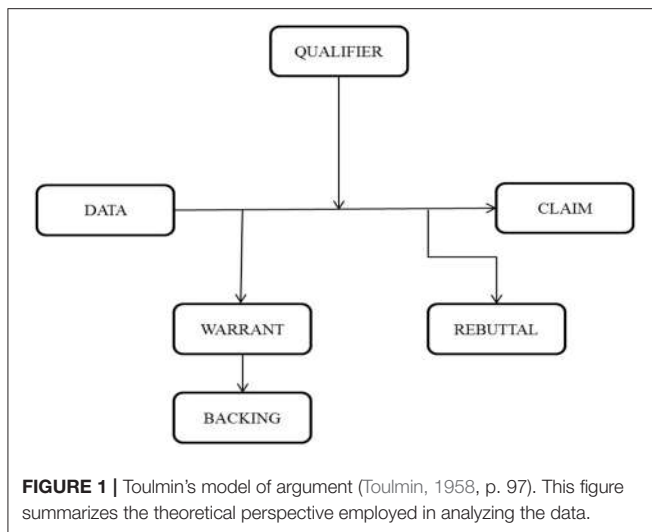 QUALIFIER
DATA
CLAIM
WARRANT
REBUTTAL
BACKING
FIGURE 1 | Toulmin's model of argument (Toulmin, 1958, p. 97). This figure
summarizes the theoretical perspective employed in analyzing the data.